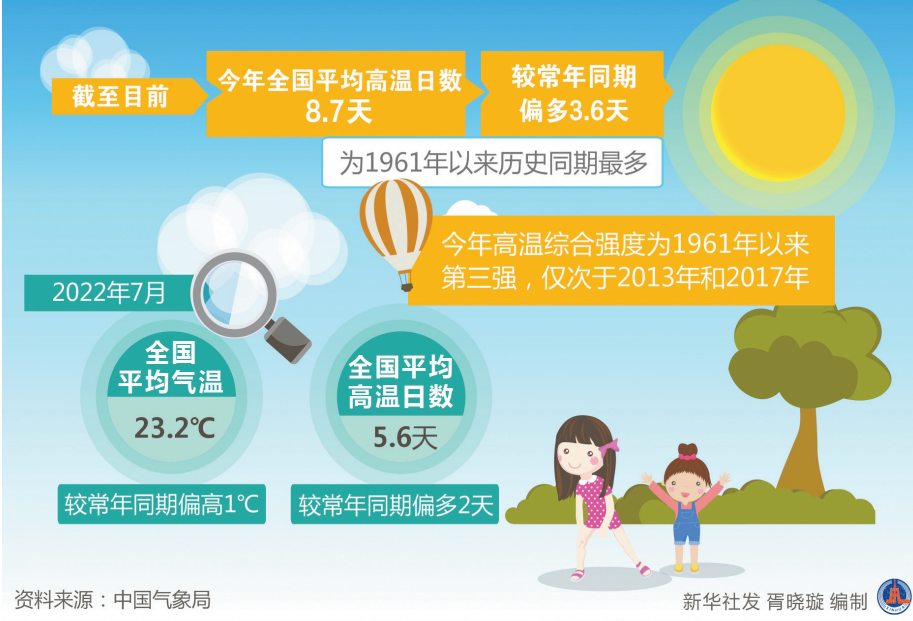 截至目前
今年全国平均高温日数
8.7天
较常年同期
偏多3.6天
为1961年以来历史同期最多
今年高温综合强度为1961年以来
第三强，仅次于2013年和2017年
2022年7月
全国
平均气温
23.2℃
较常年同期偏高1℃
全国平均
高温日数
5.6天
较常年同期偏多2天
资料来源：中国气象局
新华社发 胥晓璇 编制